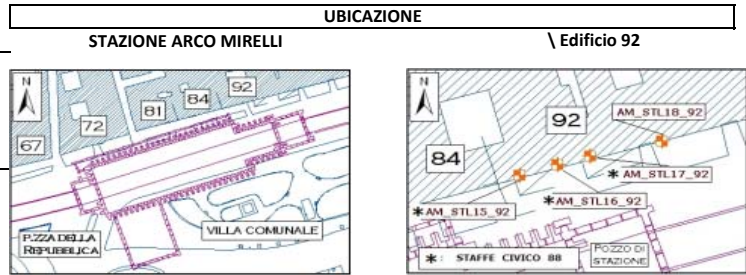 UBICAZIONE
STAZIONE ARCO MIRELLI
\ Edificio 92
N
67
72
81
84
92
P.ZZA DELLA
REPUBBLICA
VILLA COMUNALE
N
84
92
AM_STL18_92
* AM_STL17_92
* AM_STL16_92
* AM_STL15_92
POZZO DI
STAZIONE
* : STAFFE CIVICO 88